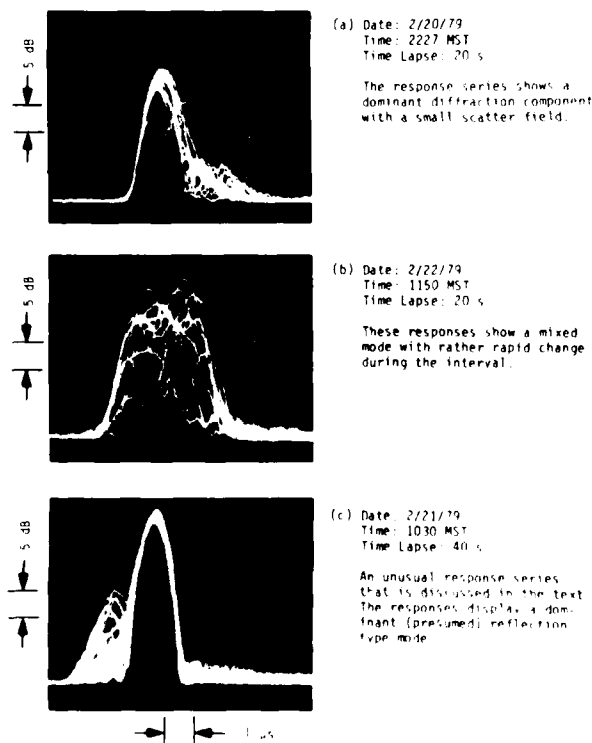 5 dB
(a) Date: 2/20/79
Time: 2227 MST
Time Lapse: 20 s
The response series shows a
dominant diffraction component
with a small scatter field.
5 dB
(b) Date: 2/22/79
Time: 1150 MST
Time Lapse: 20 s
These responses show a mixed
mode with rather rapid change
during the interval.
5 dB
(c) Date: 2/21/79
Time: 1030 MST
Time Lapse: 40 s
An unusual response series
that is discussed in the text
The responses display a dom-
inant (presumed) reflection
type mode
1 µs